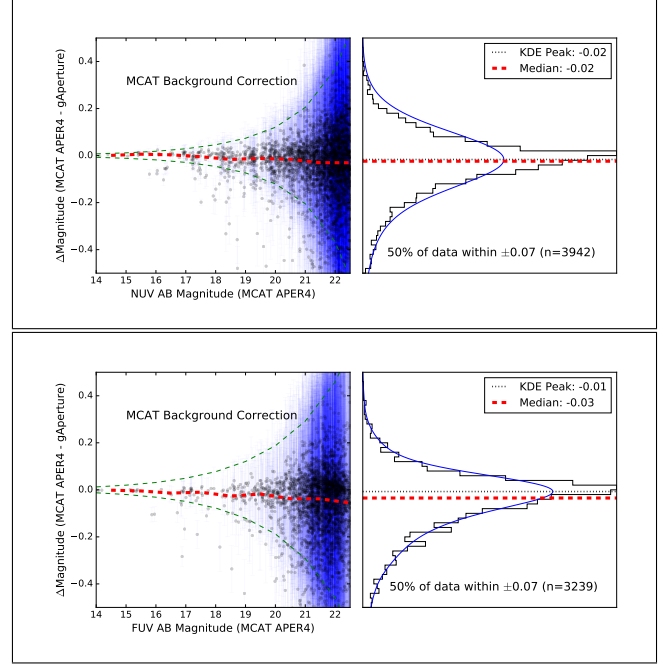 0.4
0.2
0.0
−0.2
−0.4
ΔMagnitude (MCAT APER4 - gAperture)
MCAT Background Correction
14 15 16 17 18 19 20 21 22
NUV AB Magnitude (MCAT APER4)
KDE Peak: -0.02
Median: -0.02
50% of data within ±0.07 (n=3942)
0.4
0.2
0.0
−0.2
−0.4
ΔMagnitude (MCAT APER4 - gAperture)
MCAT Background Correction
14 15 16 17 18 19 20 21 22
FUV AB Magnitude (MCAT APER4)
KDE Peak: -0.01
Median: -0.03
50% of data within ±0.07 (n=3239)